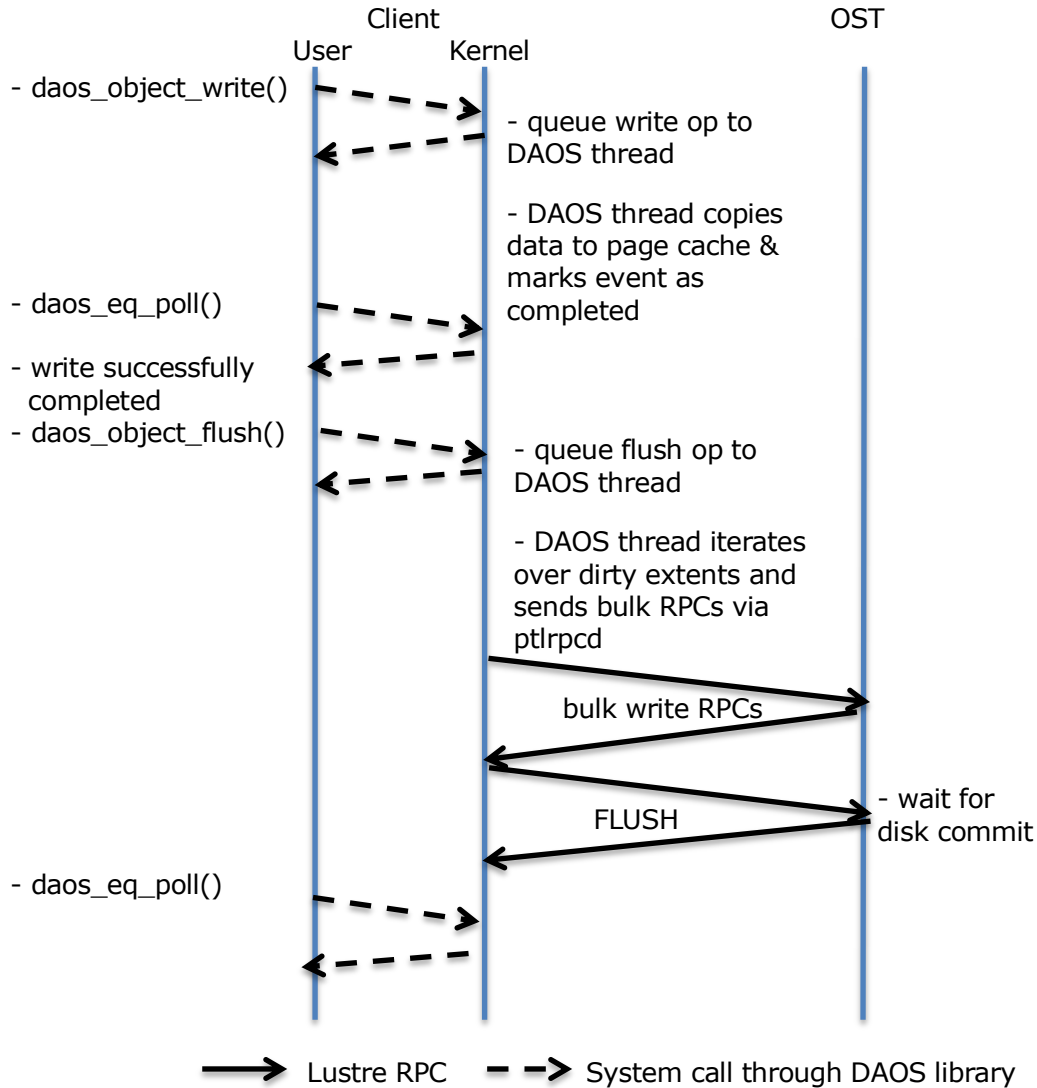 Client
OST
User
Kernel
- daos_object_write()
- queue write op to
DAOS thread
- DAOS thread copies
data to page cache &
marks event as
completed
- daos_eq_poll()
- write successfully
completed
- daos_object_flush()
- queue flush op to
DAOS thread
- DAOS thread iterates
over dirty extents and
sends bulk RPCs via
ptlrpcd
bulk write RPCs
FLUSH
- wait for
disk commit
- daos_eq_poll()
Lustre RPC
System call through DAOS library